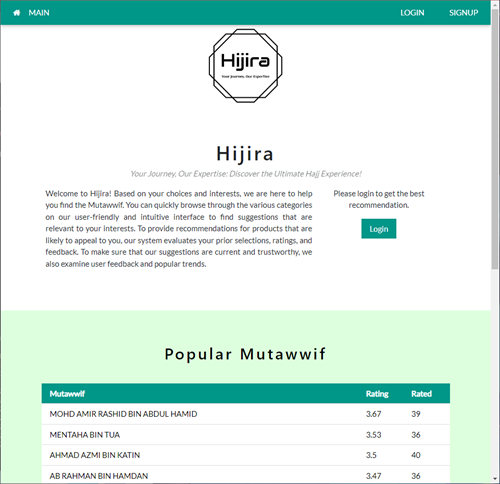 MAIN LOGIN SIGNUP
Hijira
Your Journey, Our Expertise
Hijira
Your Journey, Our Expertise: Discover the Ultimate Hajj Experience!
Welcome to Hijira! Based on your choices and interests, we are here to help
you find the Mutawwif. You can quickly browse through the various categories
on our user-friendly and intuitive interface to find suggestions that are
relevant to your interests. To provide recommendations for products that are
likely to appeal to you, our system evaluates your prior selections, ratings, and
feedback. To make sure that our suggestions are current and trustworthy, we
also examine user feedback and popular trends.
Please login to get the best
recommendation.
Login
Popular Mutawwif
Mutawwif Rating Rated
MOHD AMIR RASHID BIN ABDUL HAMID 3.67 39
MENTAHA BIN TUA 3.53 36
AHMAD AZMI BIN KATIN 3.5 40
AB RAHMAN BIN HAMDAN 3.47 36